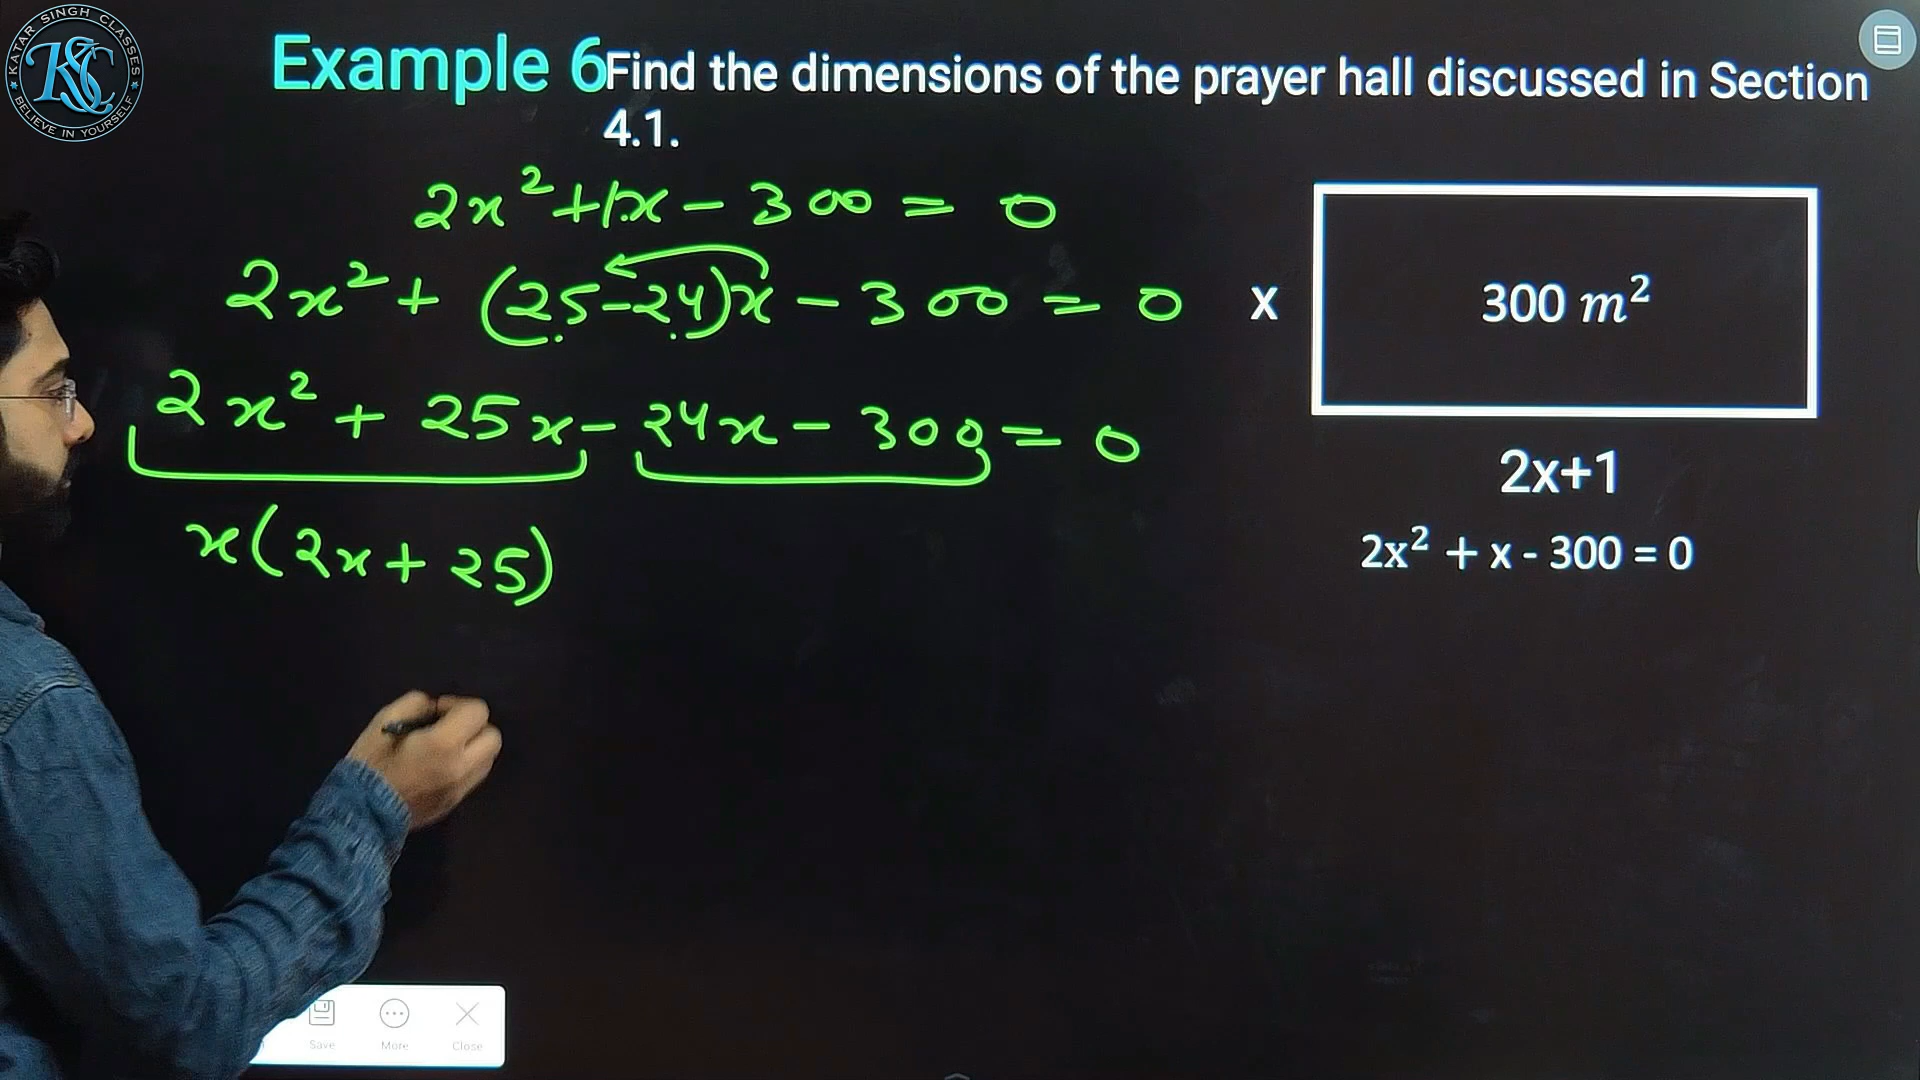 KATAR SINGH CLASSES
KSC
BELIEVE IN YOURSELF
Example 6 Find the dimensions of the prayer hall discussed in Section
4.1.
2x² + 1x - 300 = 0
2x² + (25-24)x - 300 = 0
2x² + 25x - 24x - 300 = 0
x(2x + 25)
x
300 m²
2x+1
2x² + x - 300 = 0
Save
More
Close